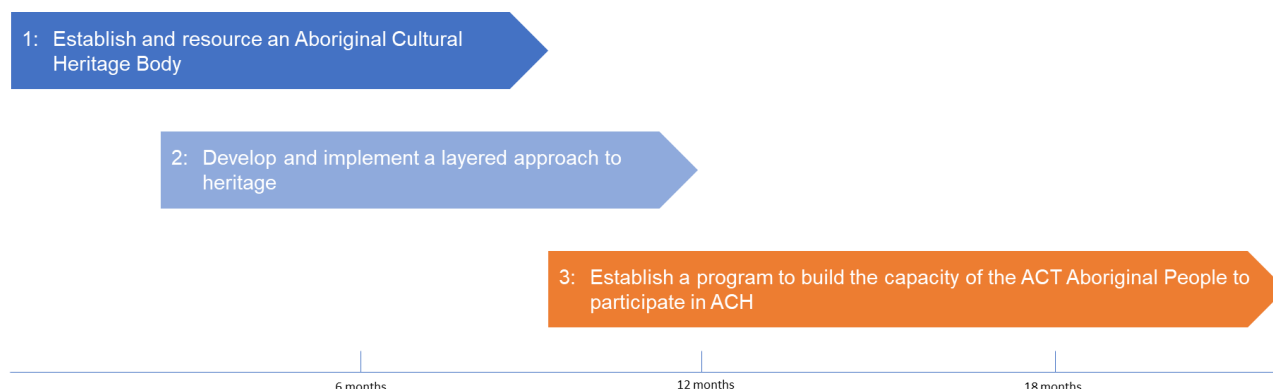 1: Establish and resource an Aboriginal Cultural
Heritage Body
2: Develop and implement a layered approach to
heritage
3: Establish a program to build the capacity of the ACT Aboriginal People to
participate in ACH
6 months
12 months
18 months